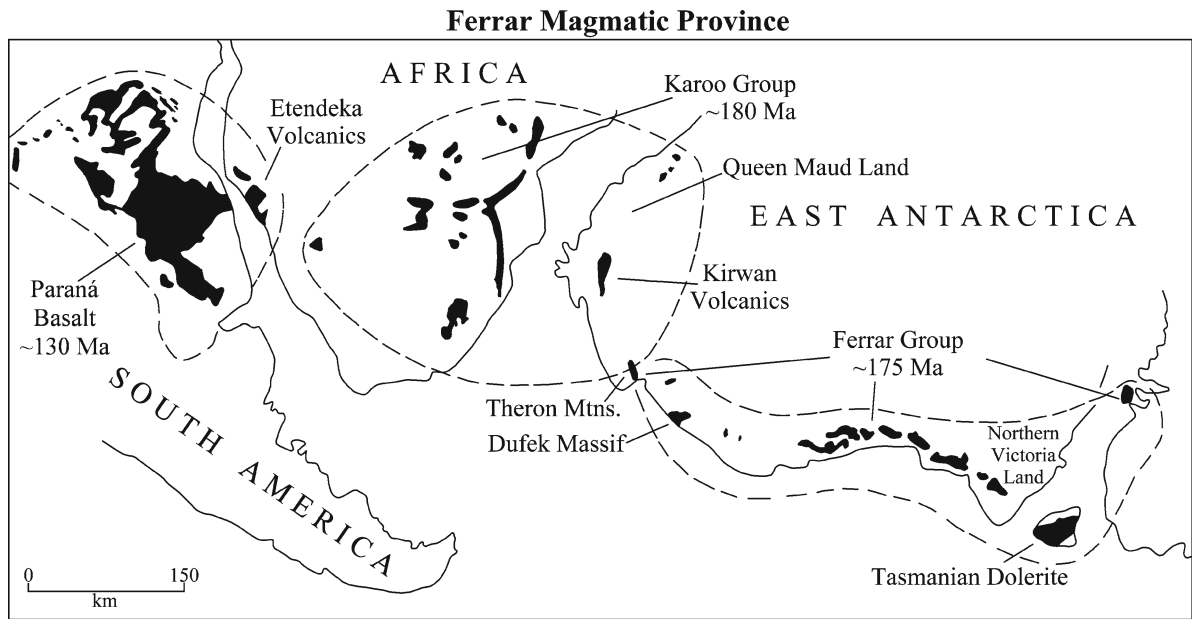 Ferrar Magmatic Province
AFRICA
Karoo Group
~180 Ma
Etendeka
Volcanics
Queen Maud Land
EAST ANTARCTICA
Kirwan
Volcanics
Paraná
Basalt
~130 Ma
Ferrar Group
~175 Ma
Theron Mtns.
Dufek Massif
Northern
Victoria
Land
SOUTH AMERICA
Tasmanian Dolerite
0 150
km